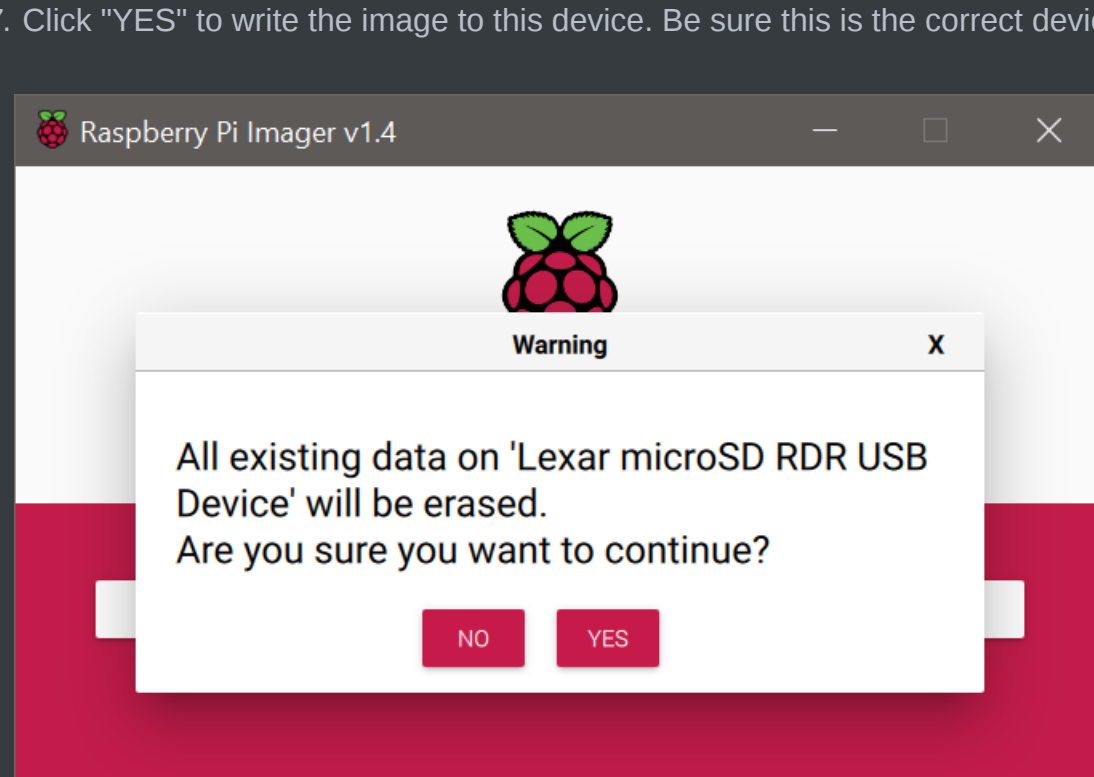 . Click "YES" to write the image to this device. Be sure this is the correct
Raspberry Pi Imager v1.4
Warning X
All existing data on 'Lexar microSD RDR USB
Device' will be erased.
Are you sure you want to continue?
NO YES